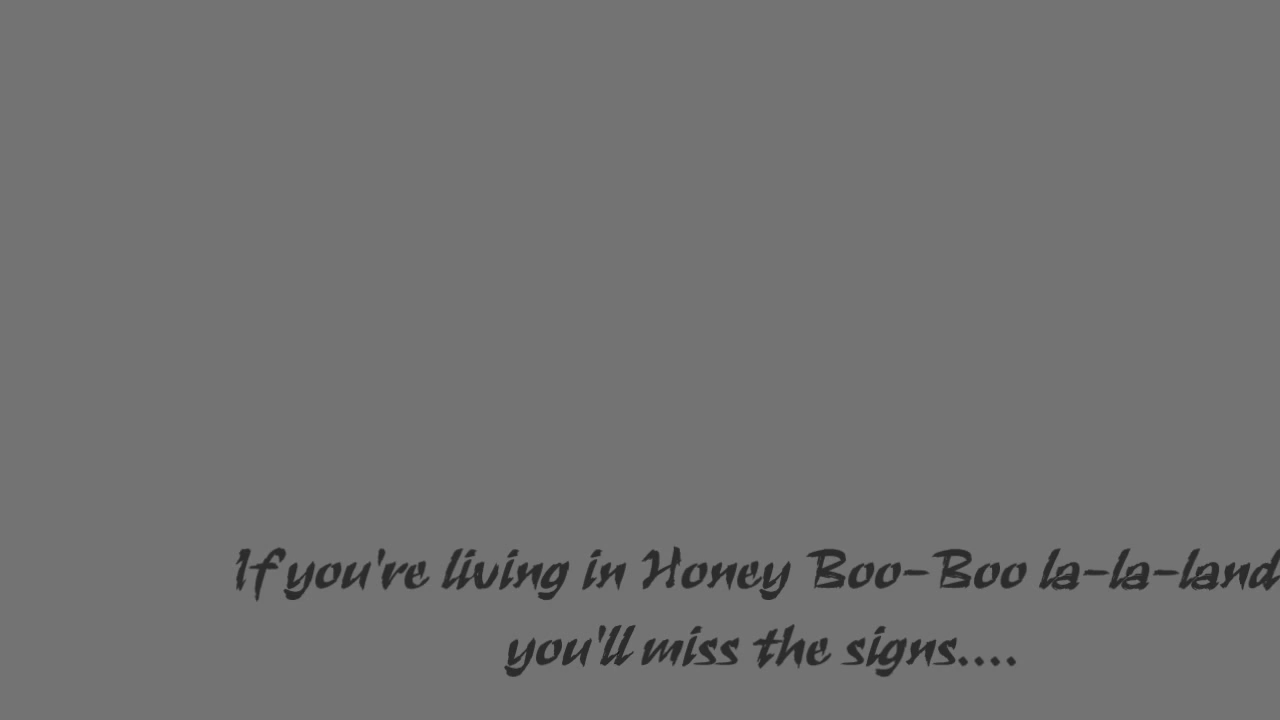 If you're living in Honey Boo-Boo la-la-land
you'll miss the signs....